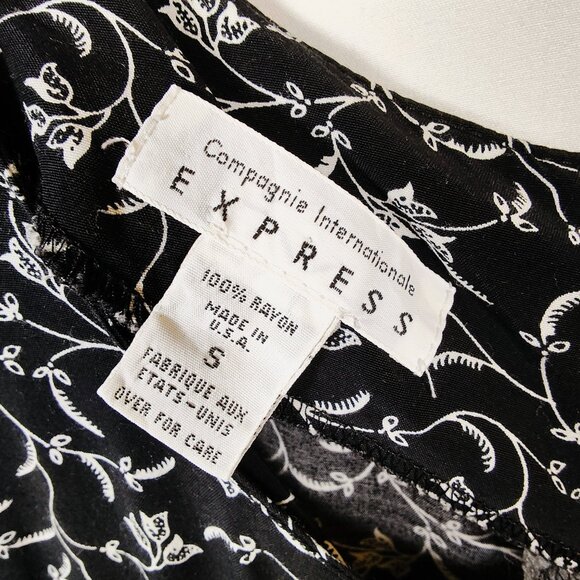 Compagnie Internationale
EXPRESS
100% RAYON
MADE IN
U.S.A.
S
FABRIQUE AUX
ETATS-UNIS
OVER FOR CARE